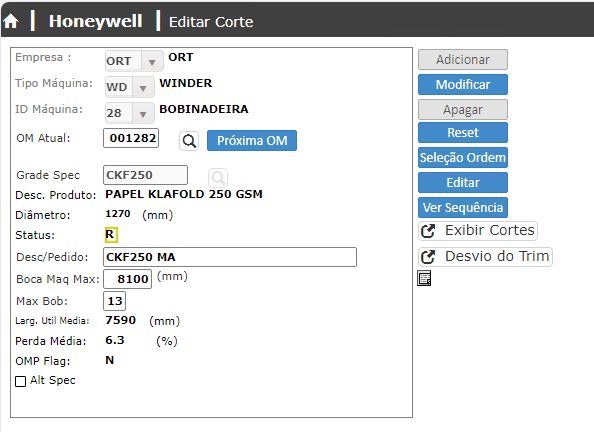 Honeywell Editar Corte
Empresa : ORT ORT
Tipo Máquina: WD WINDER
ID Máquina: 28 BOBINADEIRA
OM Atual: 001282 Próxima OM
Grade Spec CKF250
Desc. Produto: PAPEL KLAFOLD 250 GSM
Diâmetro: 1270 (mm)
Status: R
Desc/Pedido: CKF250 MA
Boca Maq Max: 8100 (mm)
Max Bob: 13
Larg. Util Media: 7590 (mm)
Perda Média: 6.3 (%)
OMP Flag: N
Alt Spec
Adicionar
Modificar
Apagar
Reset
Seleção Ordem
Editar
Ver Sequência
Exibir Cortes
Desvio do Trim